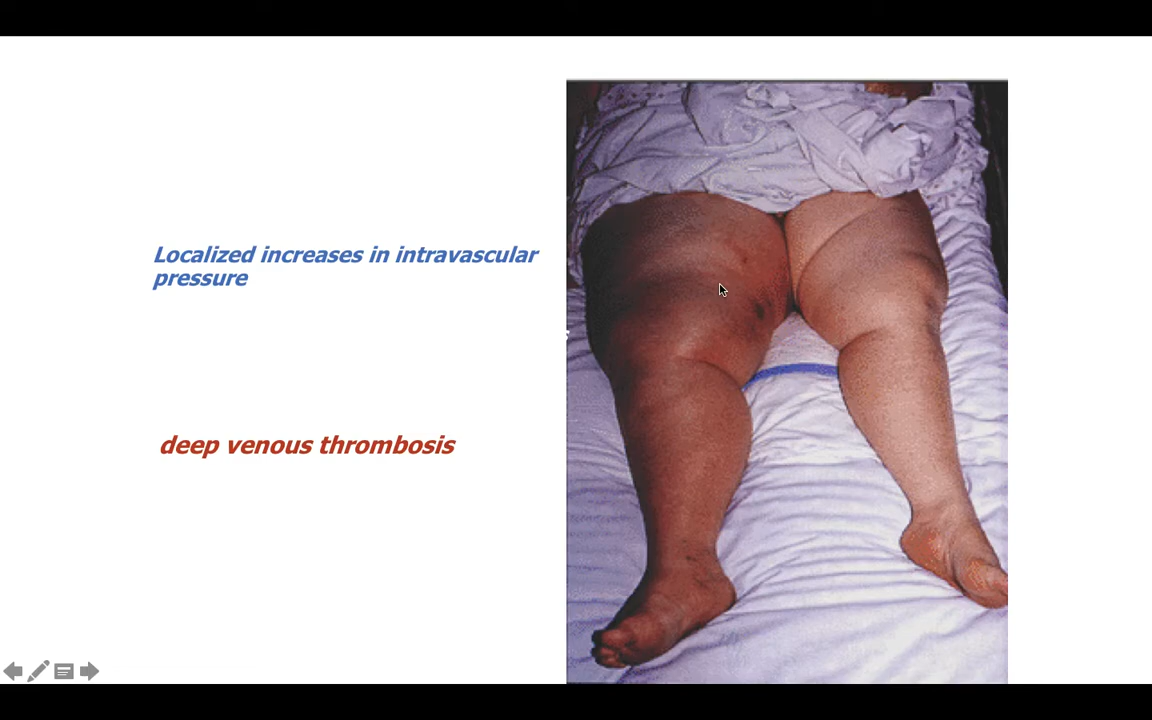 Localized increases in intravascular
pressure
deep venous thrombosis